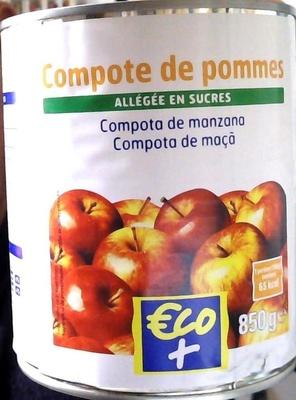 Compote de pommes
ALLÉGÉE EN SUCRES
Compota de manzana
Compota de maçã
65 kcal
€co
+
850g e